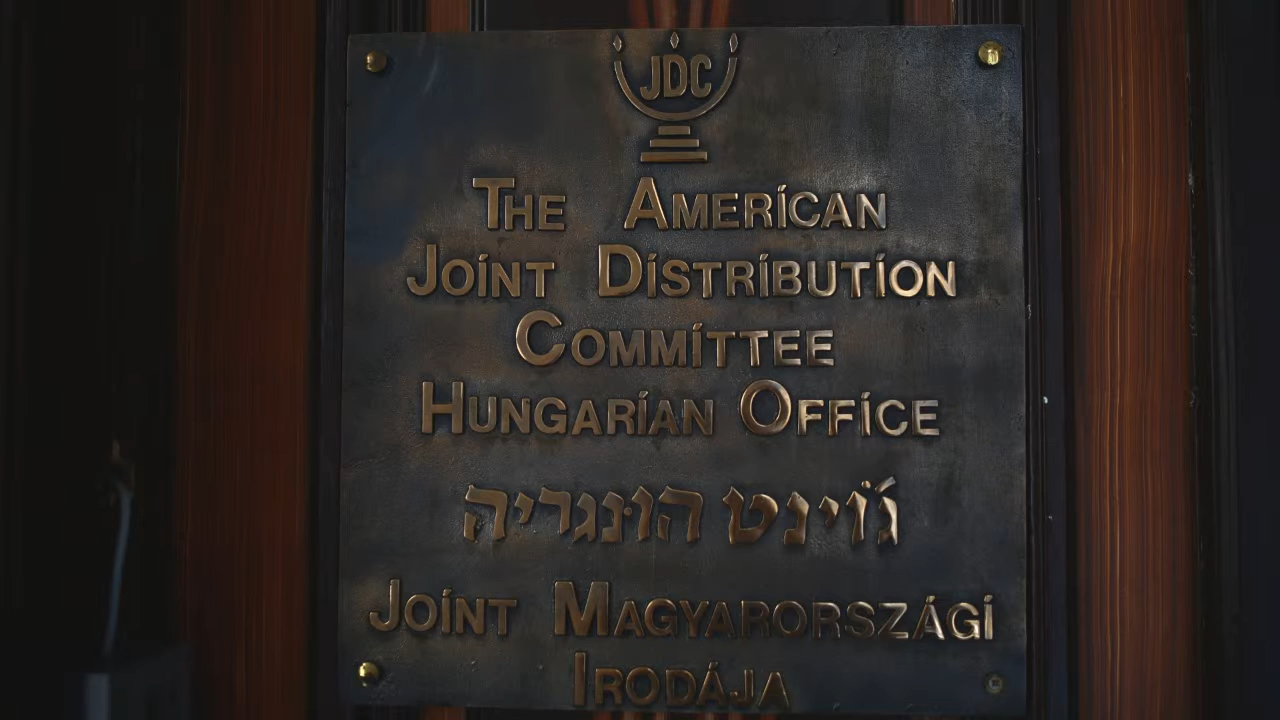 JDC
THE AMERICAN
JOINT DISTRIBUTION
COMMITTEE
HUNGARIAN OFFICE
ג'וינט הונגריה
JOINT MAGYARORSZÁGI
IRODÁJA